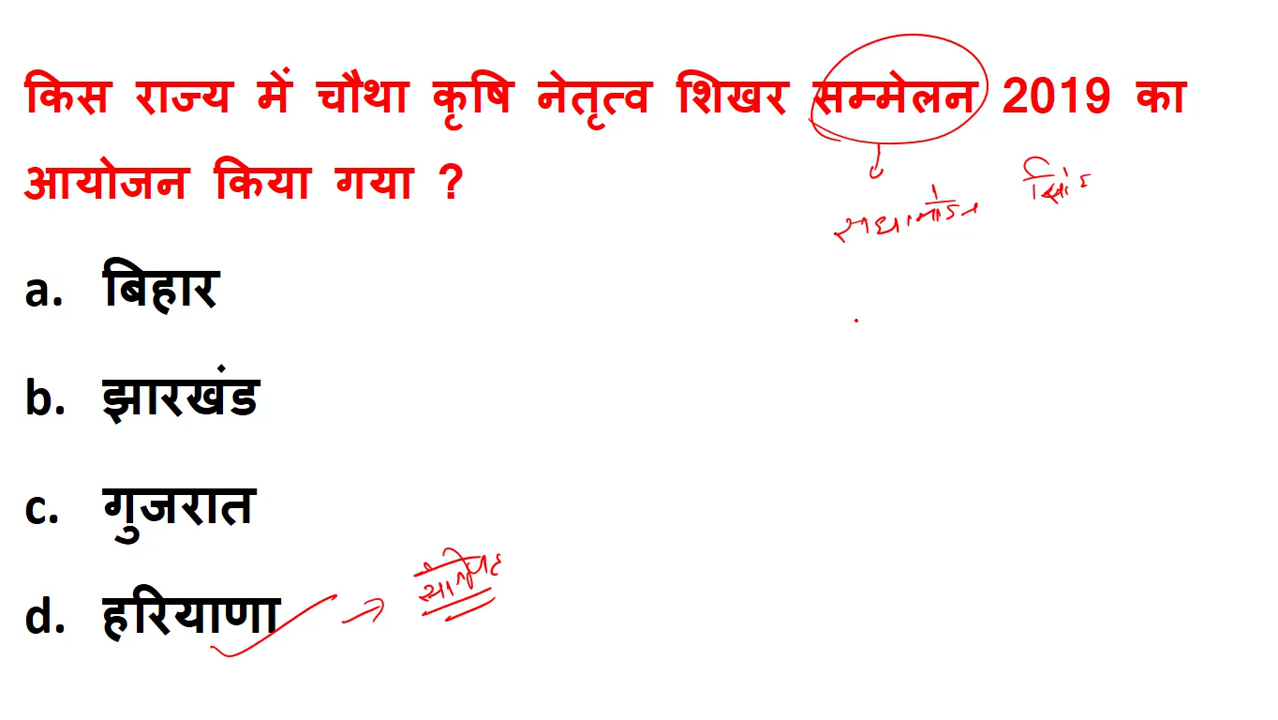 किस राज्य में चौथा कृषि नेतृत्व शिखर सम्मेलन 2019 का
आयोजन किया गया ?
a. बिहार
b. झारखंड
c. गुजरात
d. हरियाणा